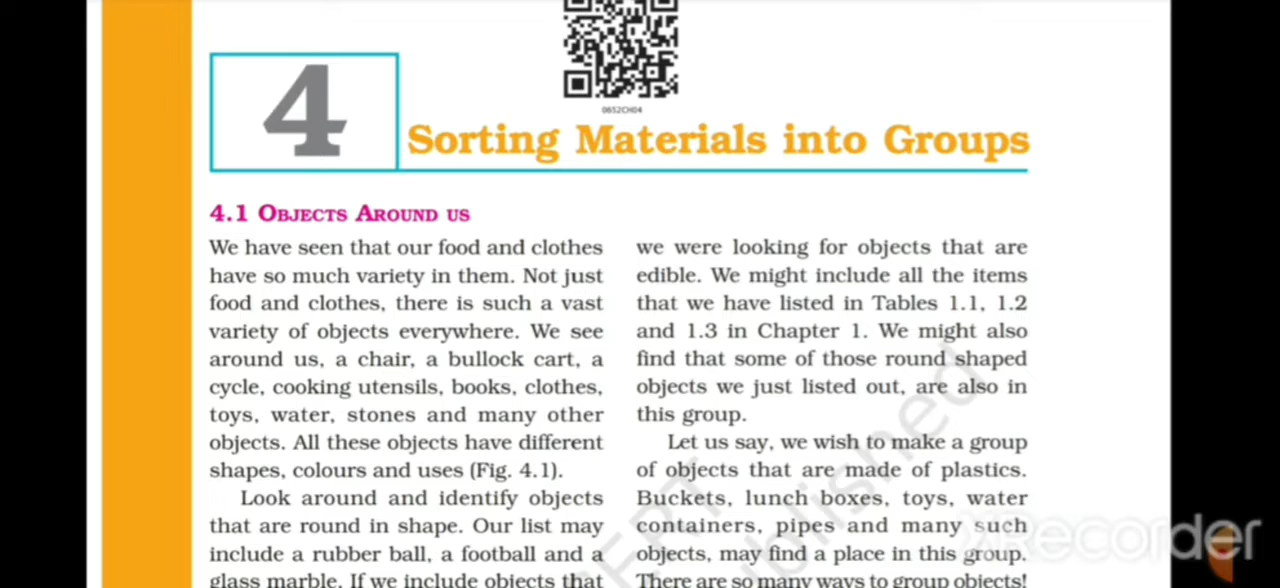 0652CH04
4
Sorting Materials into Groups
4.1 OBJECTS AROUND US
We have seen that our food and clothes
have so much variety in them. Not just
food and clothes, there is such a vast
variety of objects everywhere. We see
around us, a chair, a bullock cart, a
cycle, cooking utensils, books, clothes,
toys, water, stones and many other
objects. All these objects have different
shapes, colours and uses (Fig. 4.1).
Look around and identify objects
that are round in shape. Our list may
include a rubber ball, a football and a
glass marble. If we include objects that
we were looking for objects that are
edible. We might include all the items
that we have listed in Tables 1.1, 1.2
and 1.3 in Chapter 1. We might also
find that some of those round shaped
objects we just listed out, are also in
this group.
Let us say, we wish to make a group
of objects that are made of plastics.
Buckets, lunch boxes, toys, water
containers, pipes and many such
objects, may find a place in this group.
There are so many ways to group objects!
XRecorder